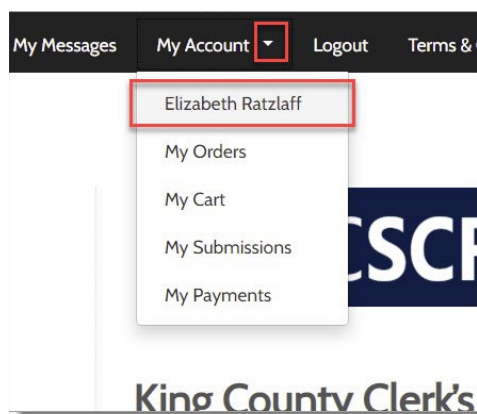 My Messages My Account Logout Terms &
Elizabeth Ratzlaff
My Orders
My Cart
My Submissions
My Payments
CSCR
King County Clerk's